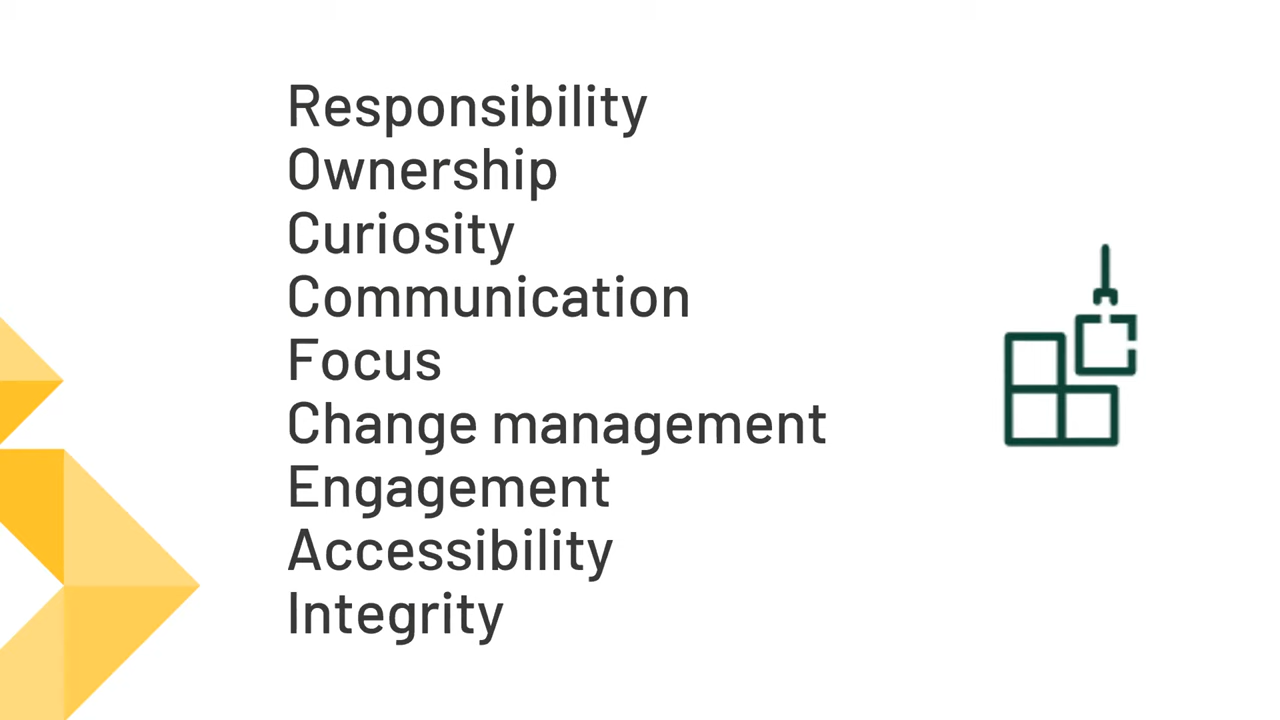 Responsibility
Ownership
Curiosity
Communication
Focus
Change management
Engagement
Accessibility
Integrity